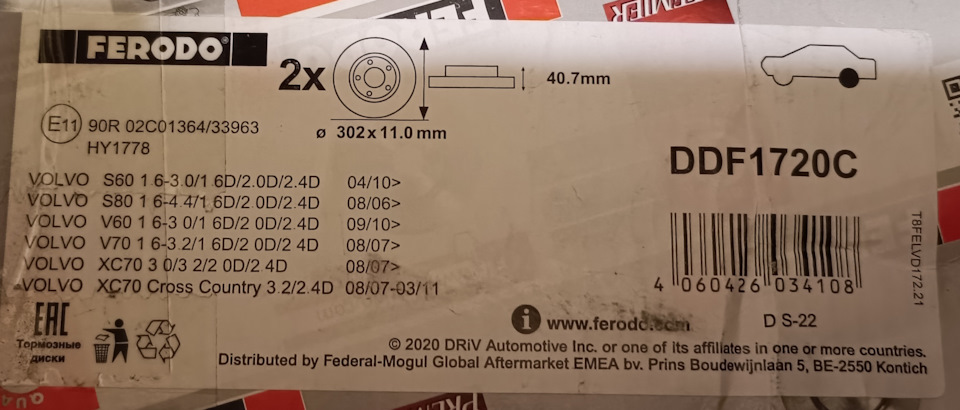 PREMIER
FERODO®
2x
40.7mm
ø 302 x 11.0 mm
E11 90R 02C01364/33963
HY1778
DDF1720C
VOLVO S60 1.6-3.0/1.6D/2.0D/2.4D 04/10>
VOLVO S80 1.6-4.4/1.6D/2.0D/2.4D 08/06>
VOLVO V60 1.6-3.0/1.6D/2.0D/2.4D 09/10>
VOLVO V70 1.6-3.2/1.6D/2.0D/2.4D 08/07>
VOLVO XC70 3.0/3.2/2.0D/2.4D 08/07>
VOLVO XC70 Cross Country 3.2/2.4D 08/07-03/11
4 060426 034108
T8FELVD172.21
EAC
Тормозные
диски
i www.ferodo.com
D S-22
© 2020 DRiV Automotive Inc. or one of its affiliates in one or more countries.
Distributed by Federal-Mogul Global Aftermarket EMEA bv. Prins Boudewijnlaan 5, BE-2550 Kontich